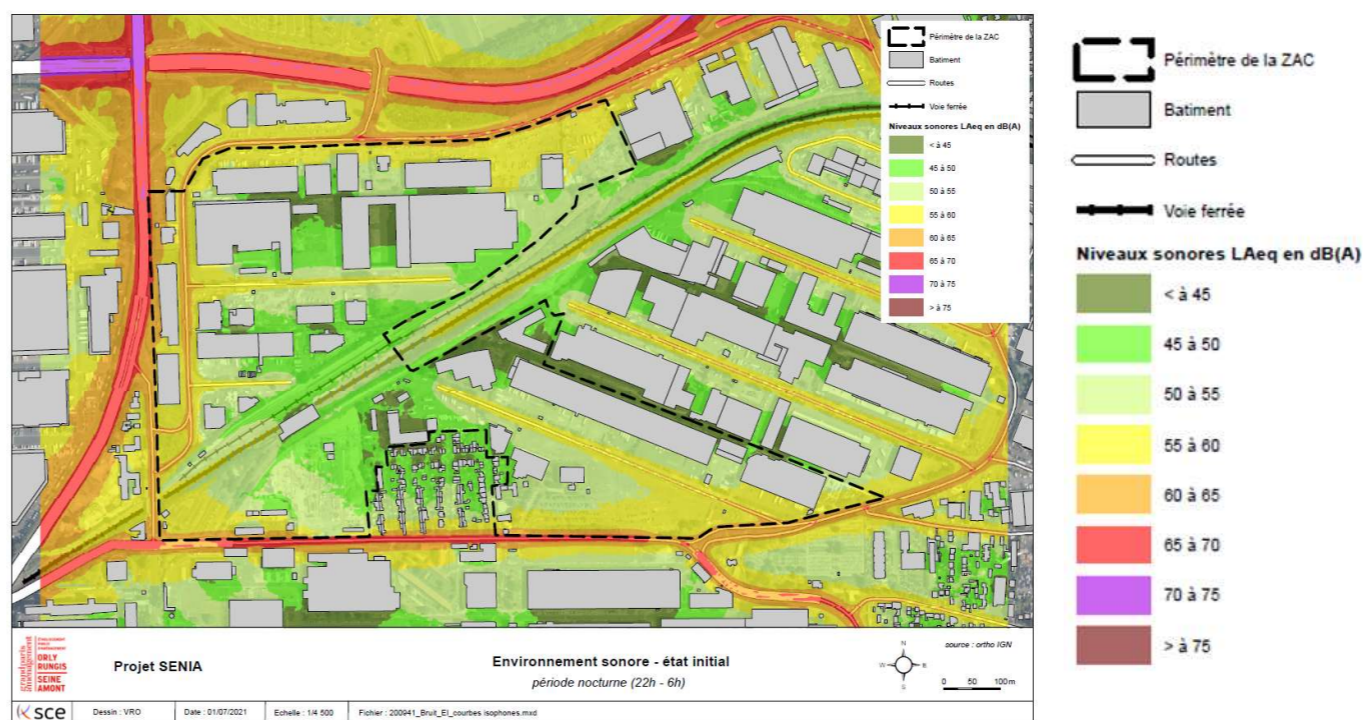 Périmètre de la ZAC
Batiment
Routes
Voie ferrée
Niveaux sonores LAeq en dB(A)
< à 45
45 à 50
50 à 55
55 à 60
60 à 65
65 à 70
70 à 75
> à 75
Périmètre de la ZAC
Batiment
Routes
Voie ferrée
Niveaux sonores LAeq en dB(A)
< à 45
45 à 50
50 à 55
55 à 60
60 à 65
65 à 70
70 à 75
> à 75
grandparis
aménagement
ORLY
RUNGIS
SEINE
AMONT
Projet SENIA
Environnement sonore - état initial
période nocturne (22h - 6h)
N
S
source : ortho IGN
0 50 100 m
sce
Dessin : VRO
Date : 01/07/2021
Echelle : 1/4 500
Fichier : 200941_Bruit_EI_courbes isophones.mxd